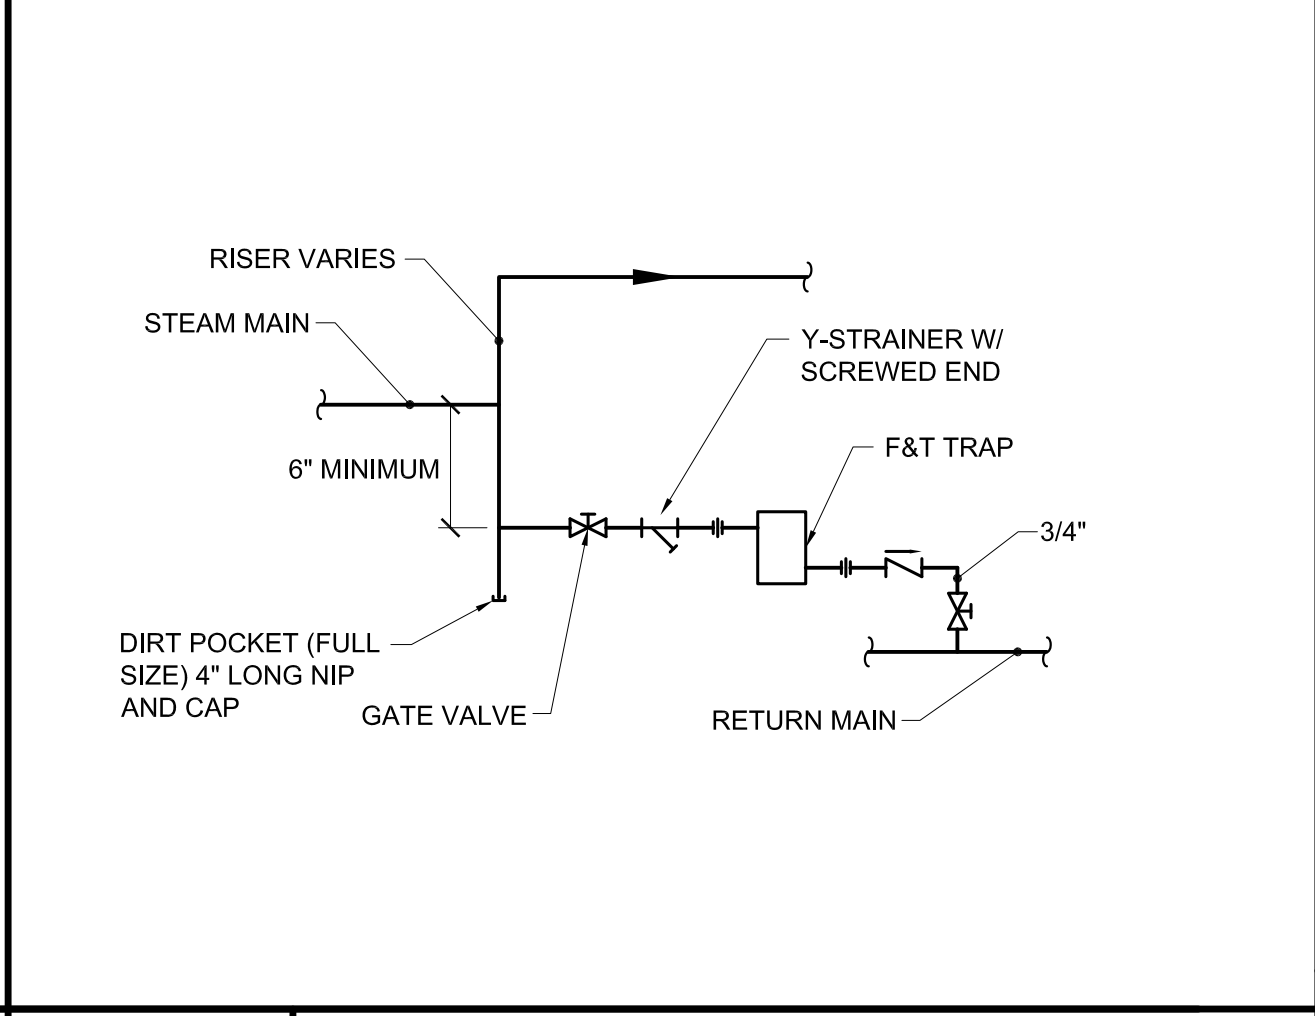 RISER VARIES
STEAM MAIN
Y-STRAINER W/
SCREWED END
F&T TRAP
6" MINIMUM
3/4"
DIRT POCKET (FULL
SIZE) 4" LONG NIP
AND CAP
GATE VALVE
RETURN MAIN